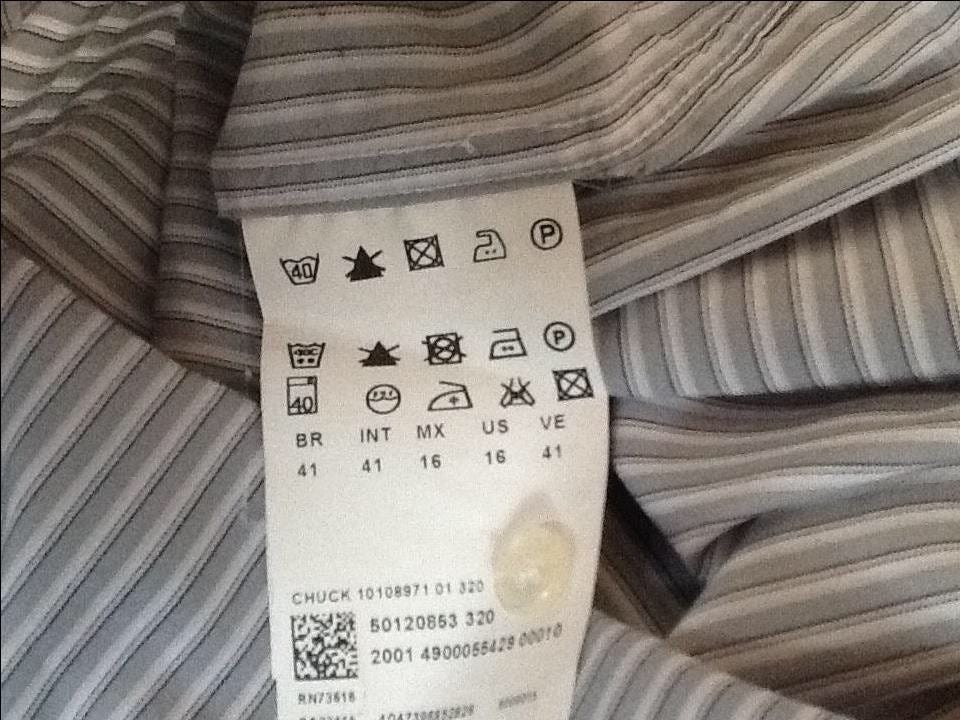 40 P
P
40
BR INT MX US VE
41 41 16 16 41
CHUCK 10108971 01 320
50120853 320
2001 4900055429 00010
RN73616